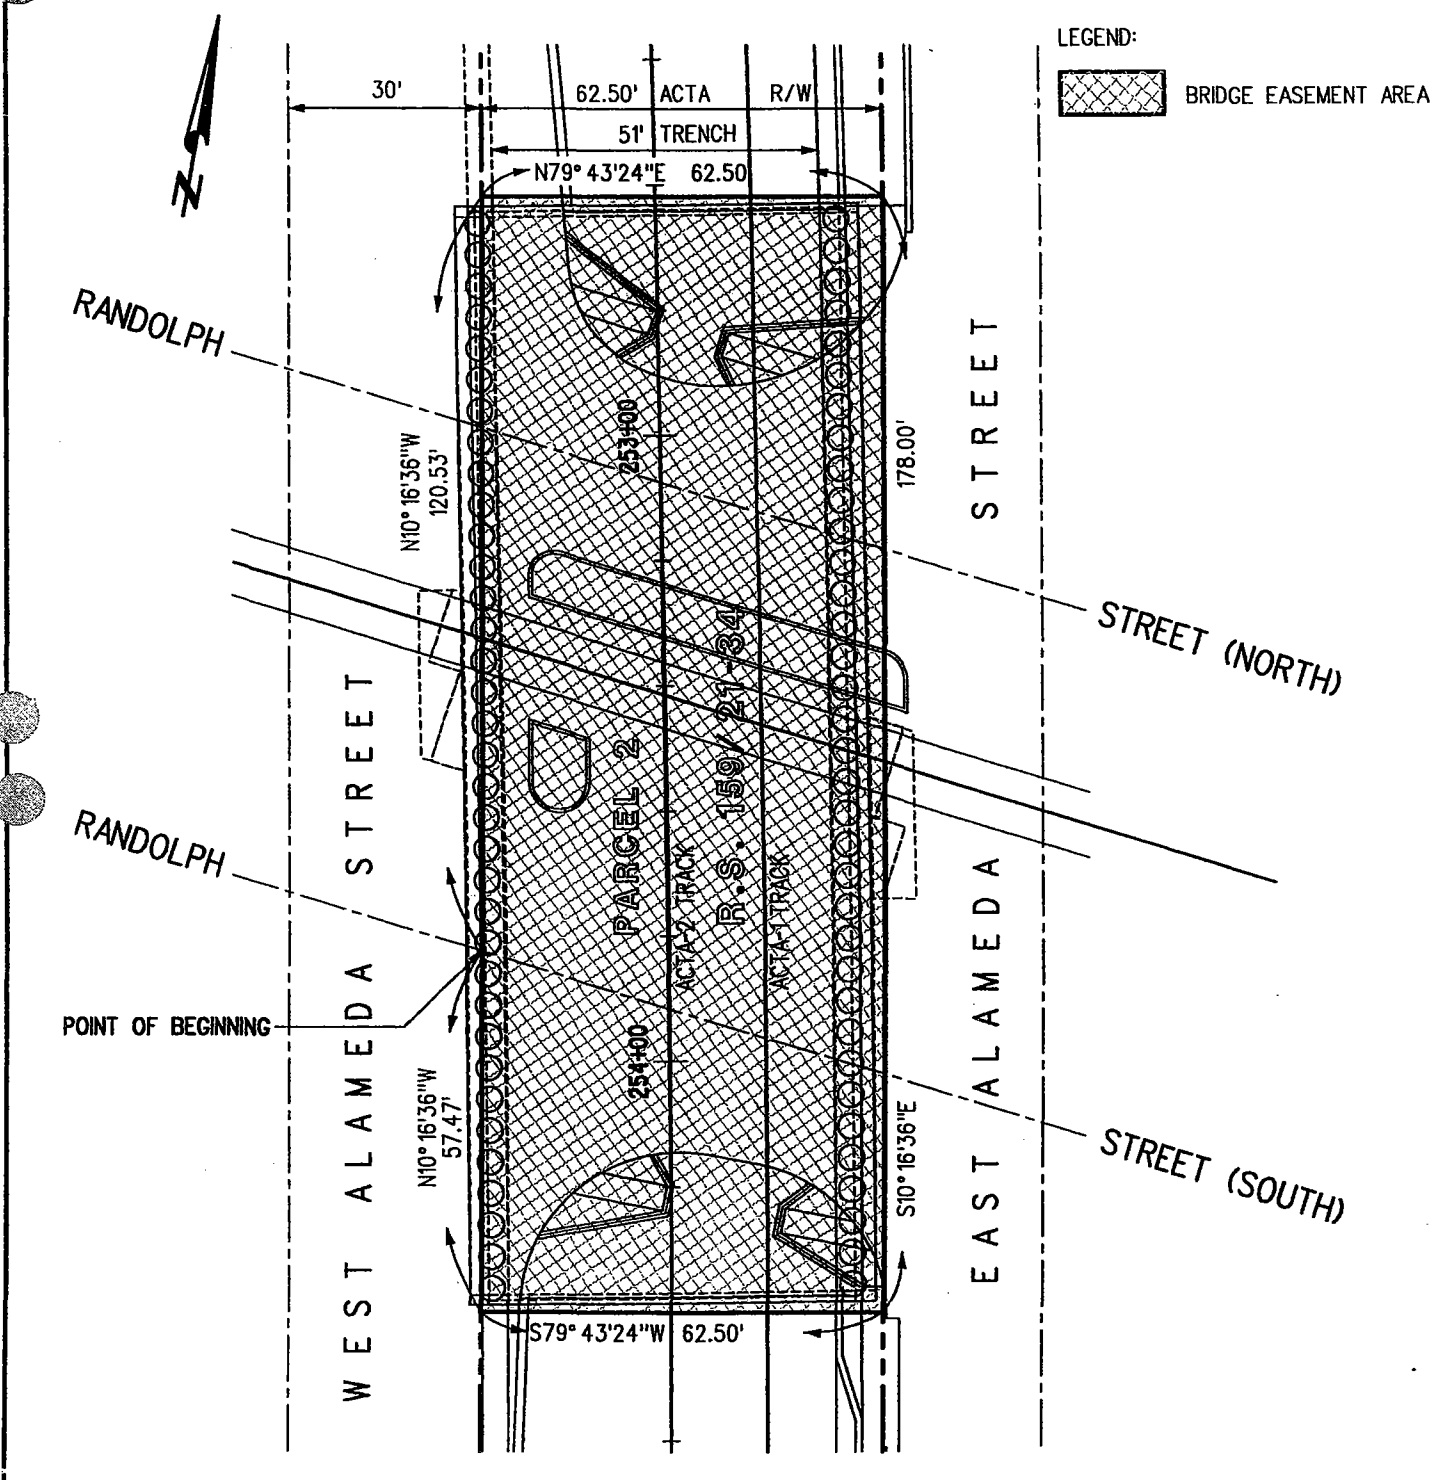 LEGEND:
BRIDGE EASEMENT AREA
N
30'
62.50' ACTA R/W
51' TRENCH
N79° 43'24"E 62.50
RANDOLPH
STREET (NORTH)
N10° 16'36"W
120.53'
253+00
178.00'
PARCEL 2
R.S. 159/21-34
ACTA-2 TRACK
ACTA-1 TRACK
RANDOLPH
STREET (SOUTH)
POINT OF BEGINNING
254+00
N10° 16'36"W
57.47'
S10° 16'36"E
WEST ALAMEDA STREET
EAST ALAMEDA STREET
S79° 43'24"W 62.50'